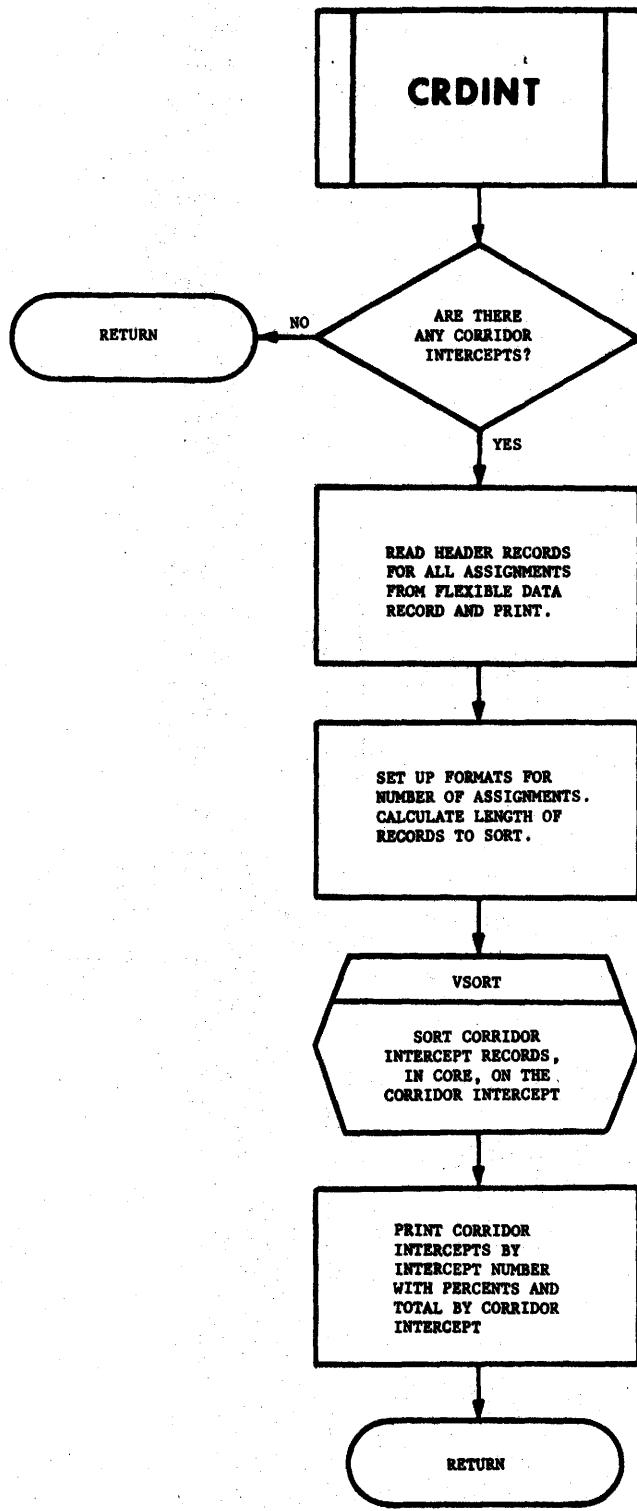 CRDINT
ARE THERE
ANY CORRIDOR
INTERCEPTS?
NO
RETURN
YES
READ HEADER RECORDS
FOR ALL ASSIGNMENTS
FROM FLEXIBLE DATA
RECORD AND PRINT.
SET UP FORMATS FOR
NUMBER OF ASSIGNMENTS.
CALCULATE LENGTH OF
RECORDS TO SORT.
VSORT
SORT CORRIDOR
INTERCEPT RECORDS,
IN CORE, ON THE
CORRIDOR INTERCEPT
PRINT CORRIDOR
INTERCEPTS BY
INTERCEPT NUMBER
WITH PERCENTS AND
TOTAL BY CORRIDOR
INTERCEPT
RETURN